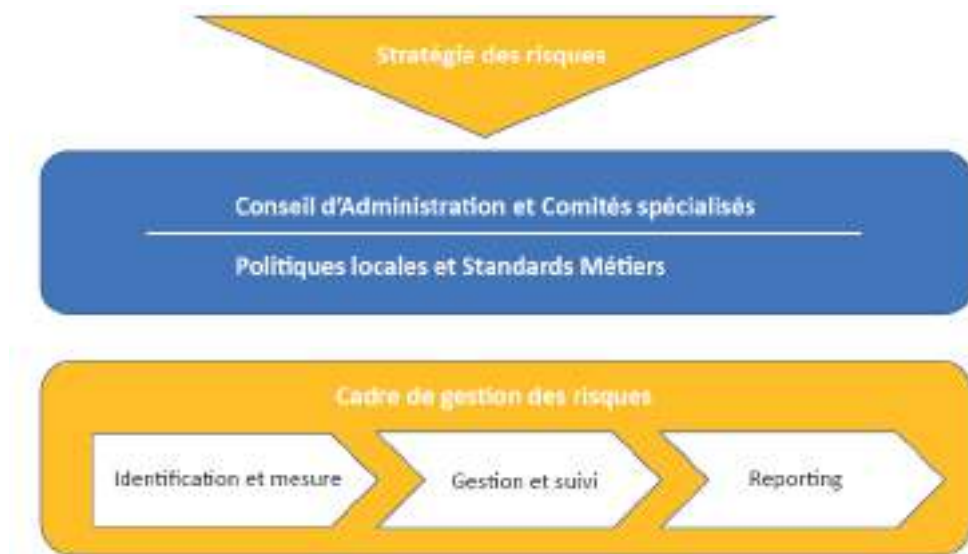 Stratégie des risques
Conseil d'Administration et Comités spécialisés
Politiques locales et Standards Métiers
Cadre de gestion des risques
Identification et mesure
Gestion et suivi
Reporting